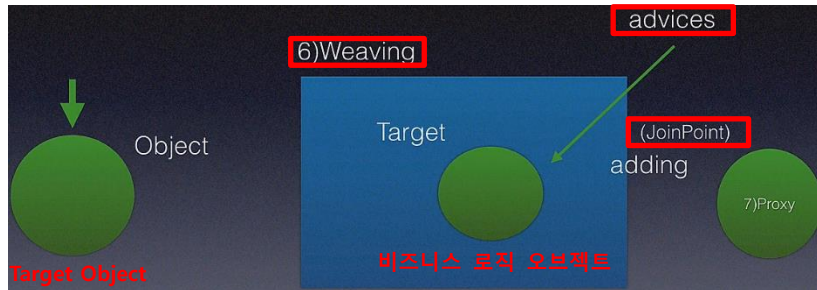 advices
6)Weaving
Target
(JoinPoint)
Object
adding
7)Proxy
Target Object
비즈니스 로직 오브젝트